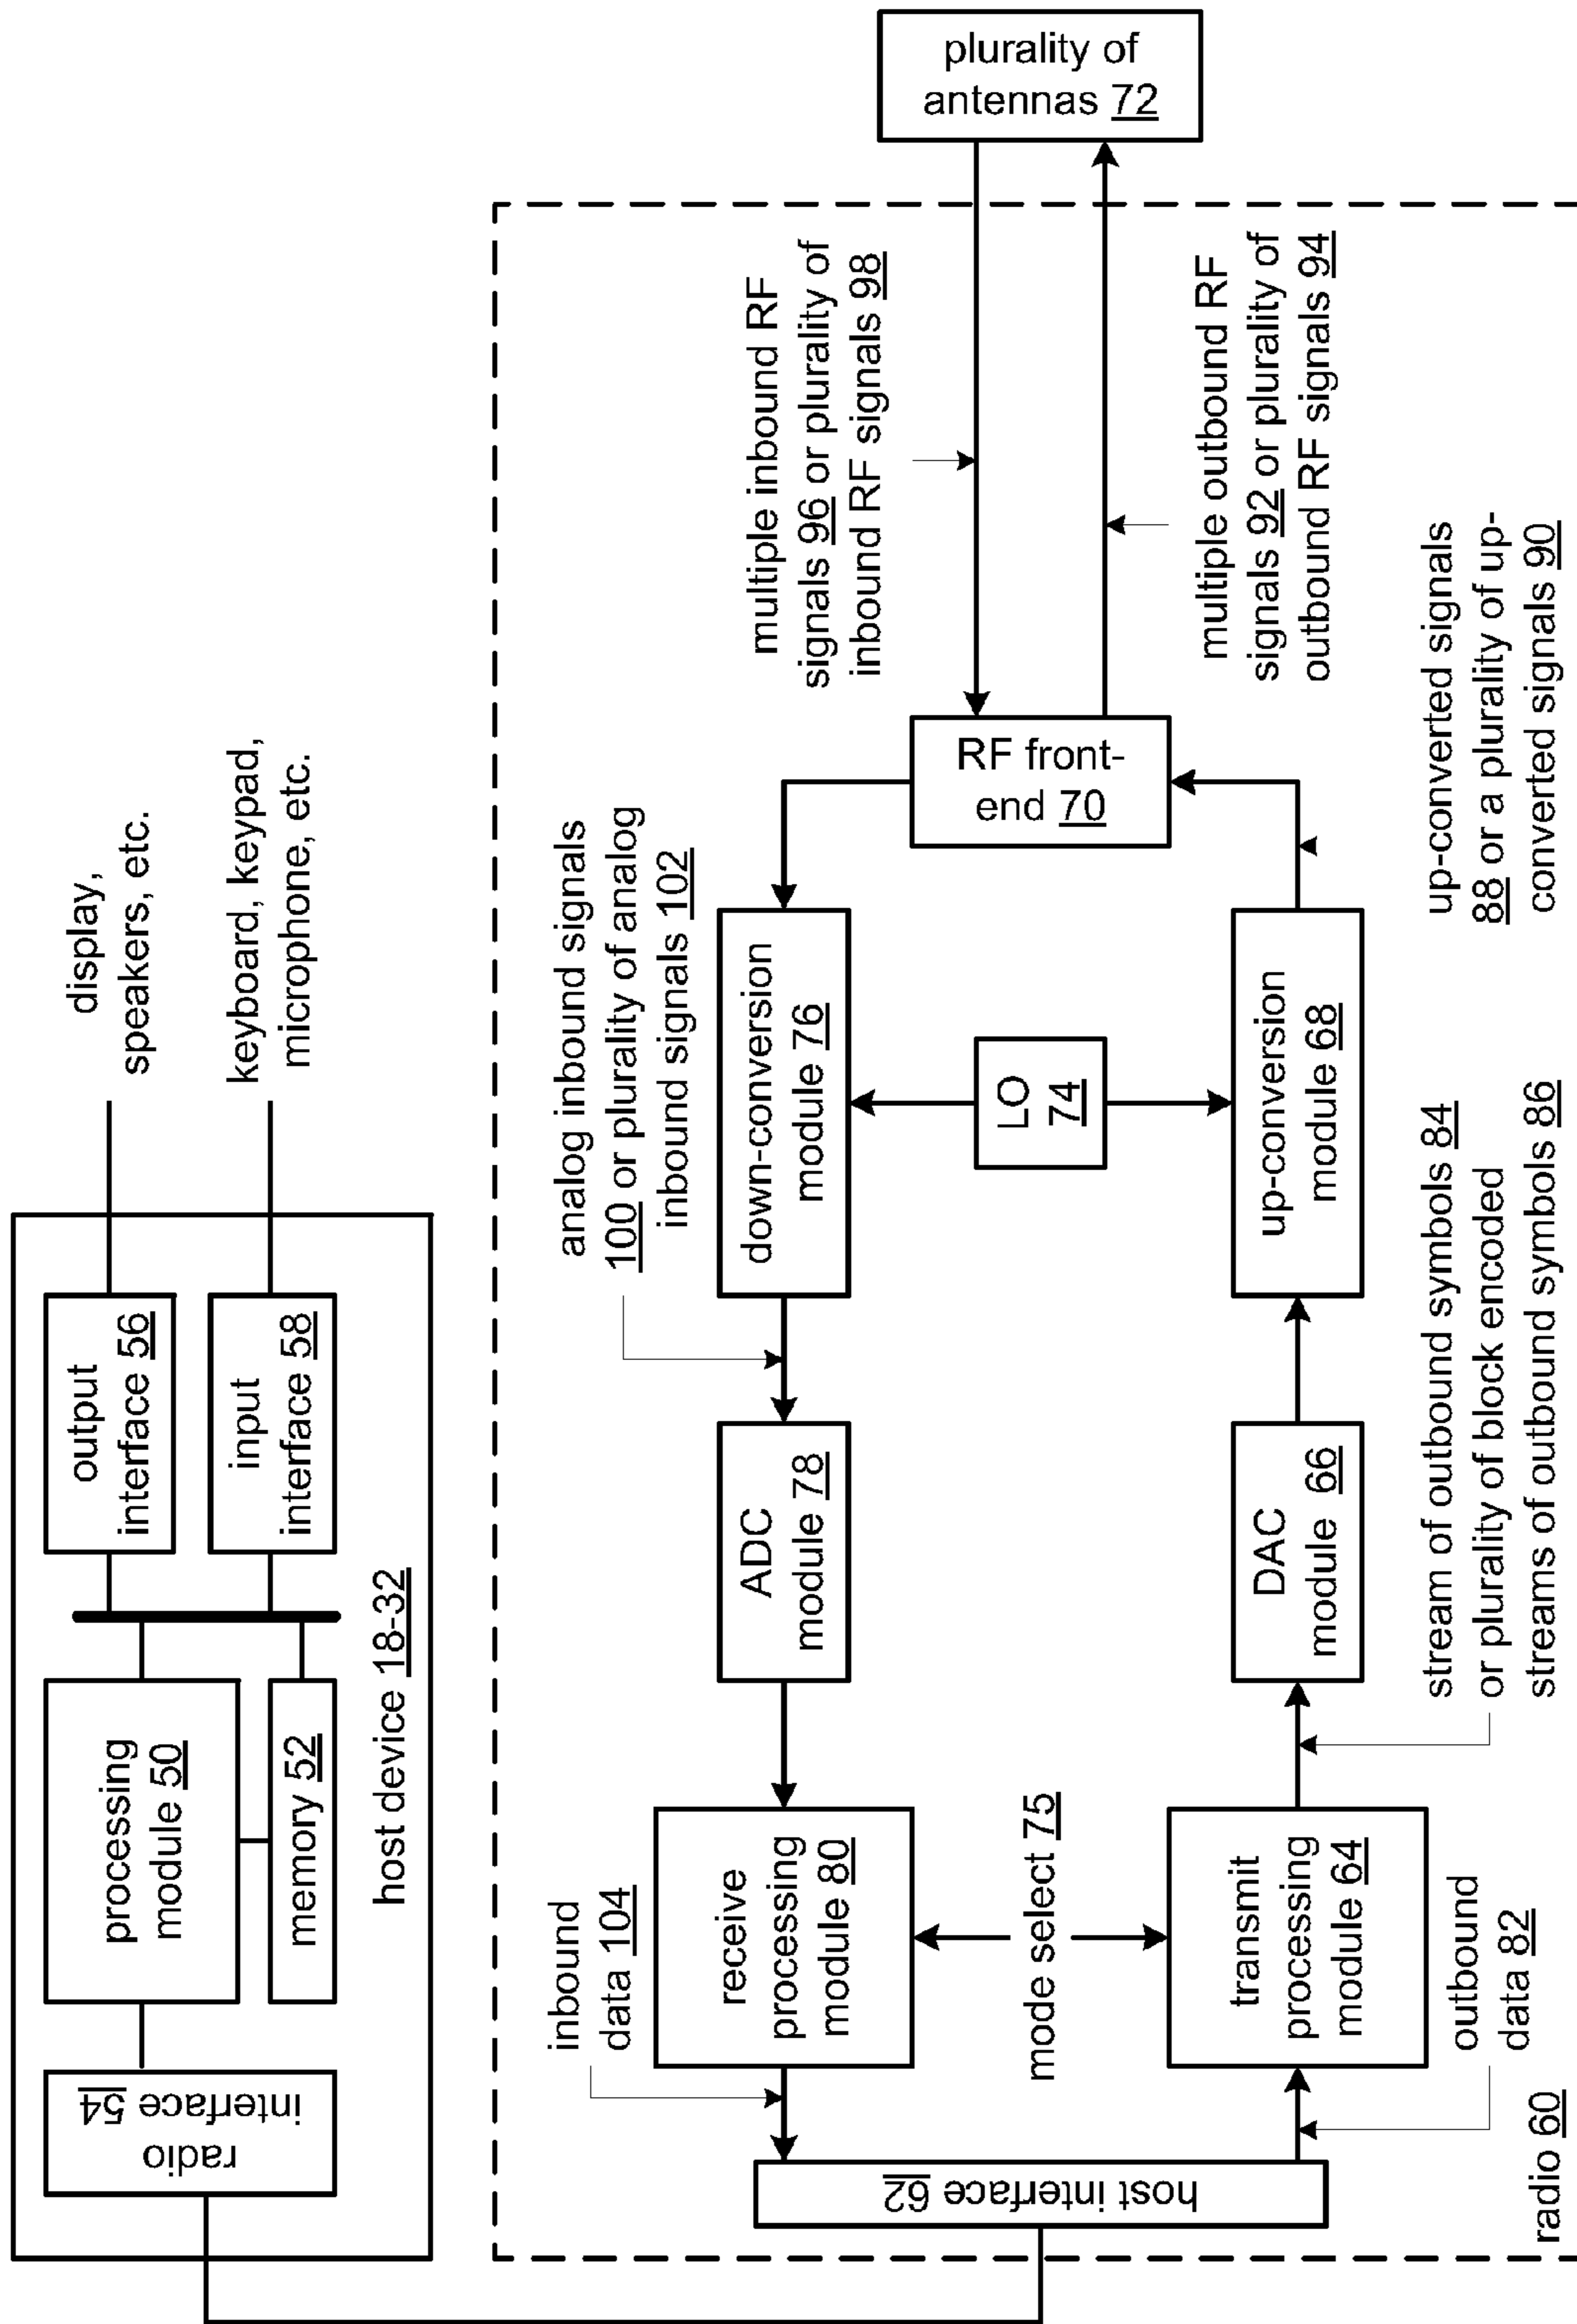 display,
speakers, etc.
keyboard, keypad,
microphone, etc.
output
interface 56
input
interface 58
processing
module 50
memory 52
radio
interface 54
host device 18-32
multiple inbound RF
signals 96 or plurality of
inbound RF signals 98
plurality of
antennas 72
multiple outbound RF
signals 92 or plurality of
outbound RF signals 94
RF front-
end 70
analog inbound signals
100 or plurality of analog
inbound signals 102
down-conversion
module 76
LO
74
up-conversion
module 68
up-converted signals
88 or a plurality of up-
converted signals 90
ADC
module 78
DAC
module 66
stream of outbound symbols 84
or plurality of block encoded
streams of outbound symbols 86
inbound
data 104
receive
processing
module 80
mode select 75
transmit
processing
module 64
outbound
data 82
host interface 62
radio 60